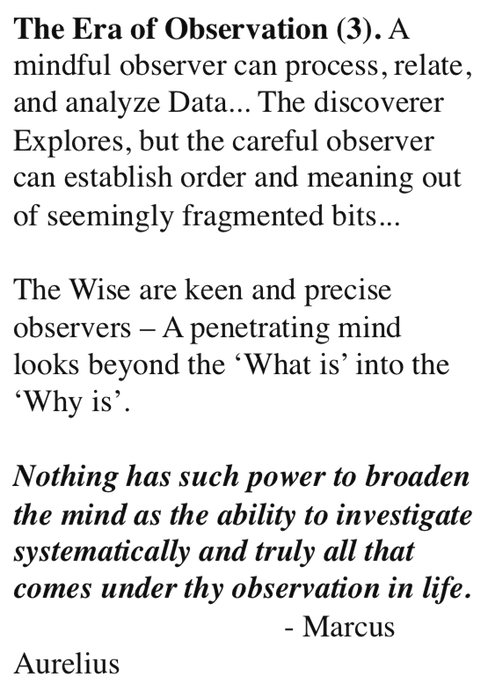 The Era of Observation (3). A
mindful observer can process, relate,
and analyze Data... The discoverer
Explores, but the careful observer
can establish order and meaning out
of seemingly fragmented bits...
The Wise are keen and precise
observers – A penetrating mind
looks beyond the ‘What is’ into the
‘Why is’.
Nothing has such power to broaden
the mind as the ability to investigate
systematically and truly all that
comes under thy observation in life.
- Marcus
Aurelius